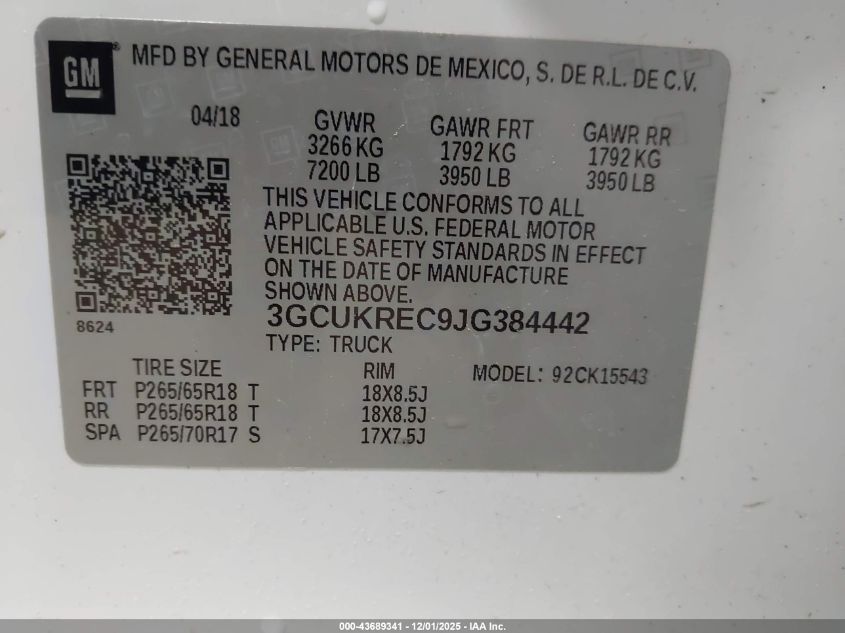 GM
MFD BY GENERAL MOTORS DE MEXICO, S. DE R.L. DE C.V.
04/18 GVWR GAWR FRT GAWR RR
3266 KG 1792 KG 1792 KG
7200 LB 3950 LB 3950 LB
THIS VEHICLE CONFORMS TO ALL
APPLICABLE U.S. FEDERAL MOTOR
VEHICLE SAFETY STANDARDS IN EFFECT
ON THE DATE OF MANUFACTURE
SHOWN ABOVE.
8624 3GCUKREC9JG384442
TYPE: TRUCK
TIRE SIZE RIM MODEL: 92CK15543
FRT P265/65R18 T 18X8.5J
RR P265/65R18 T 18X8.5J
SPA P265/70R17 S 17X7.5J
000-43689341 - 12/01/2025 - IAA Inc.